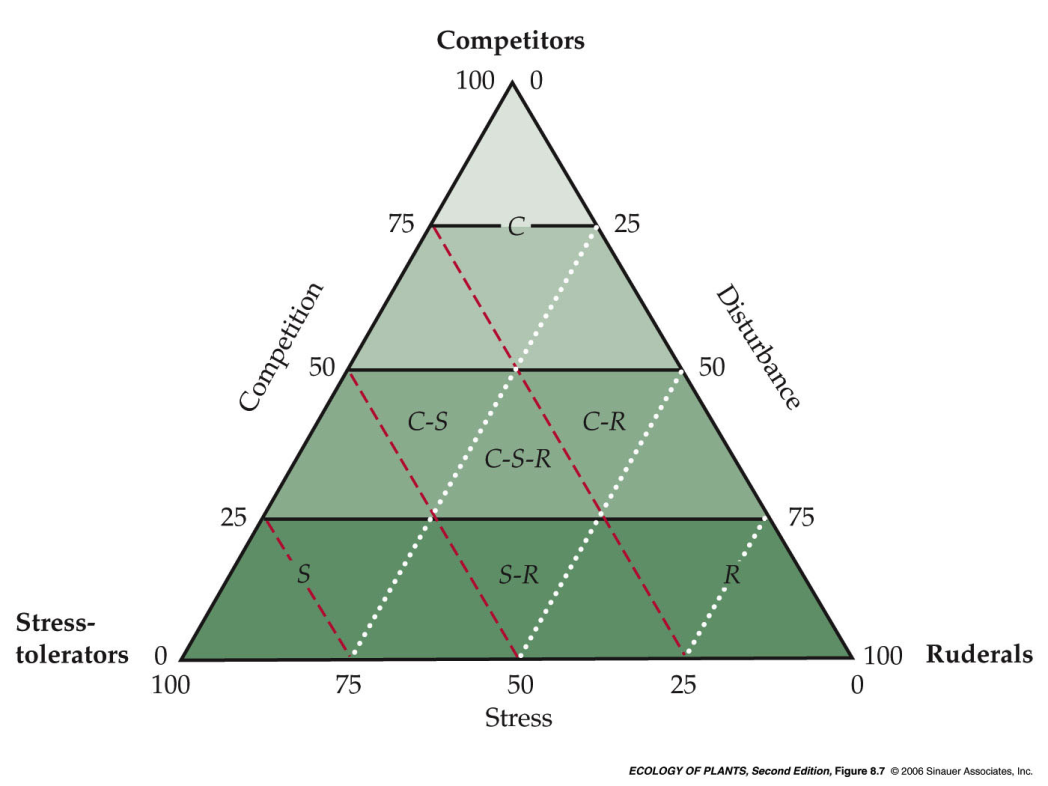 Competitors
100 0
75 C 25
Competition
Disturbance
50 50
C-S C-R
C-S-R
25 75
S S-R R
Stress-
tolerators 0 100 Ruderals
100 75 50 25 0
Stress
ECOLOGY OF PLANTS, Second Edition, Figure 8.7 © 2006 Sinauer Associates, Inc.